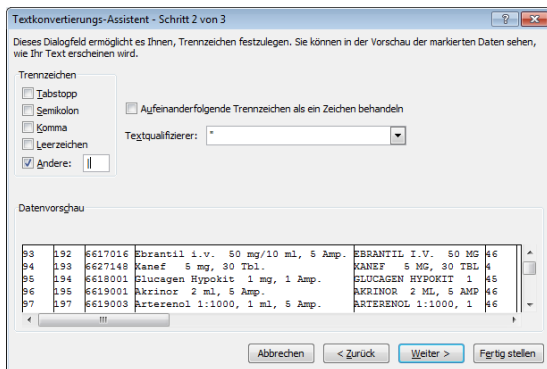 Textkonvertierungs-Assistent - Schritt 2 von 3
Dieses Dialogfeld ermöglicht es Ihnen, Trennzeichen festzulegen. Sie können in der Vorschau der markierten Daten sehen,
wie Ihr Text erscheinen wird.
Trennzeichen
Tabstopp
Semikolon
Komma
Leerzeichen
Andere: |
Aufeinanderfolgende Trennzeichen als ein Zeichen behandeln
Textqualifizierer: "
Datenvorschau
93 192 6617016 Ebrantil i.v. 50 mg/10 ml, 5 Amp. EBRANTIL I.V. 50 MG 46
94 193 6627148 Kanef 5 mg, 30 Tbl. KANEF 5 MG, 30 TBL 4
95 194 6618001 Glucagen Hypokit 1 mg, 1 Amp. GLUCAGEN HYPOKIT 1 45
96 195 6619001 Akrinor 2 ml, 5 Amp. AKRINOR 2 ML, 5 AMP 46
97 197 6619003 Arterenol 1:1000, 1 ml, 5 Amp. ARTERENOL 1:1000, 1 46
Abbrechen < Zurück Weiter > Fertig stellen